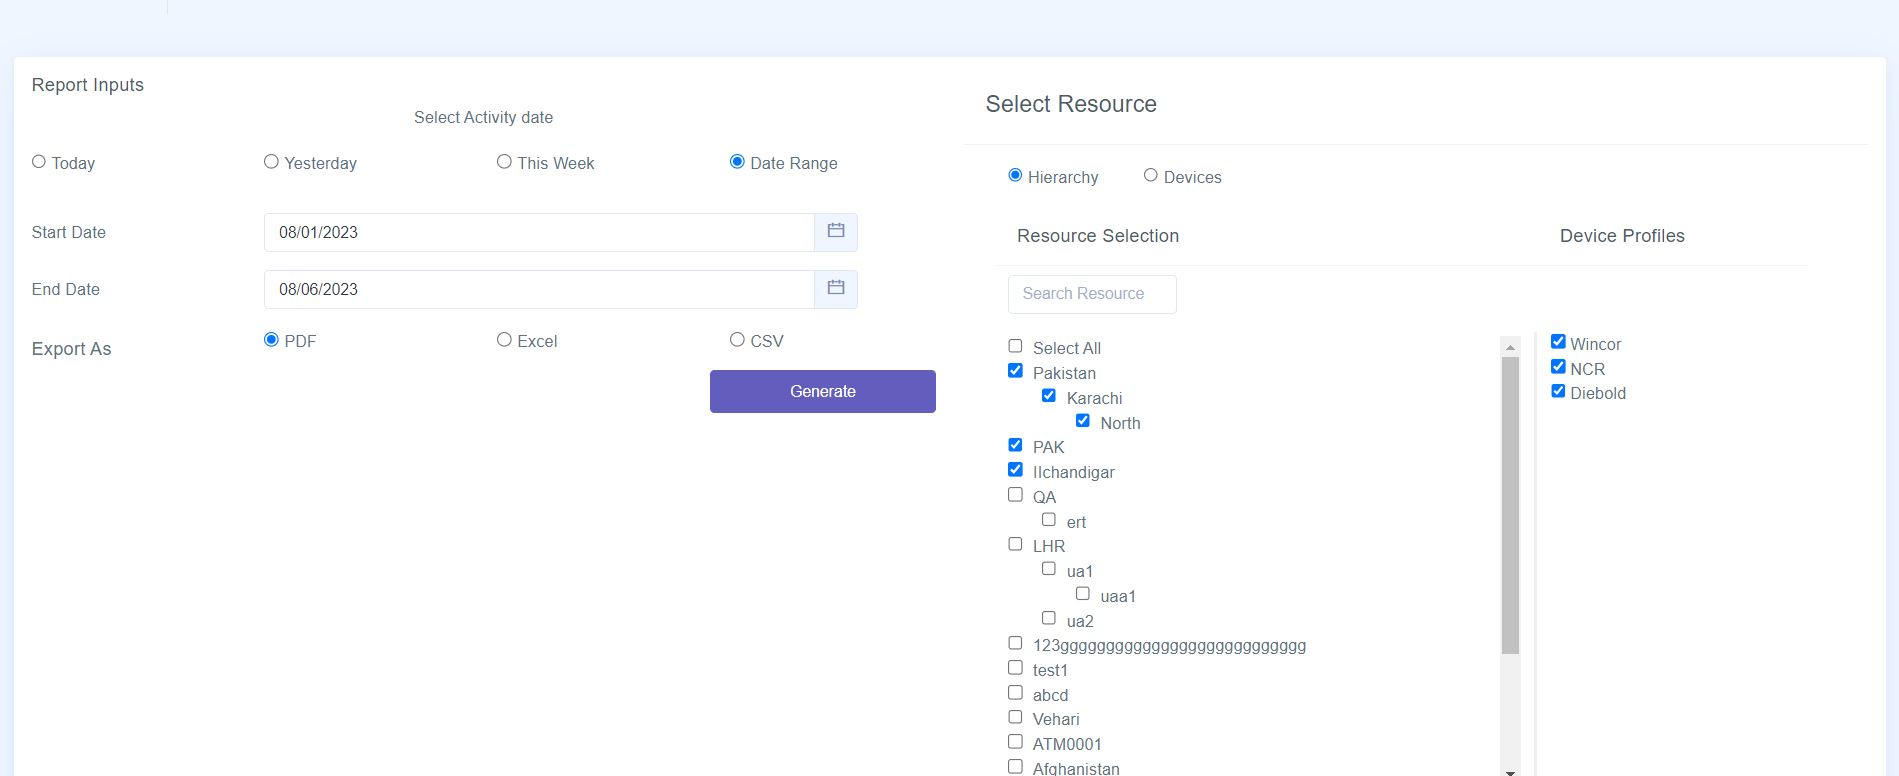 Report Inputs
Select Activity date
Today Yesterday This Week Date Range
Start Date 08/01/2023
End Date 08/06/2023
Export As PDF Excel CSV
Generate
Select Resource
Hierarchy Devices
Resource Selection Device Profiles
Search Resource
Select All
Pakistan
Karachi
North
PAK
IIchandigar
QA
ert
LHR
ua1
uaa1
ua2
123ggggggggggggggggggggggggggg
test1
abcd
Vehari
ATM0001
Afghanistan
Wincor
NCR
Diebold